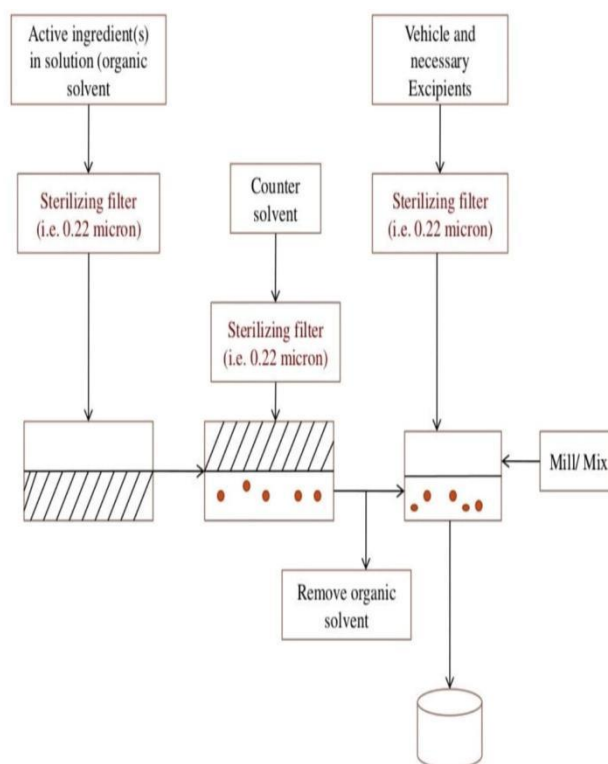 Active ingredient(s)
in solution (organic
solvent
Vehicle and
necessary
Excipients
Sterilizing filter
(i.e. 0.22 micron)
Counter
solvent
Sterilizing filter
(i.e. 0.22 micron)
Sterilizing filter
(i.e. 0.22 micron)
Mill/ Mix
Remove organic
solvent